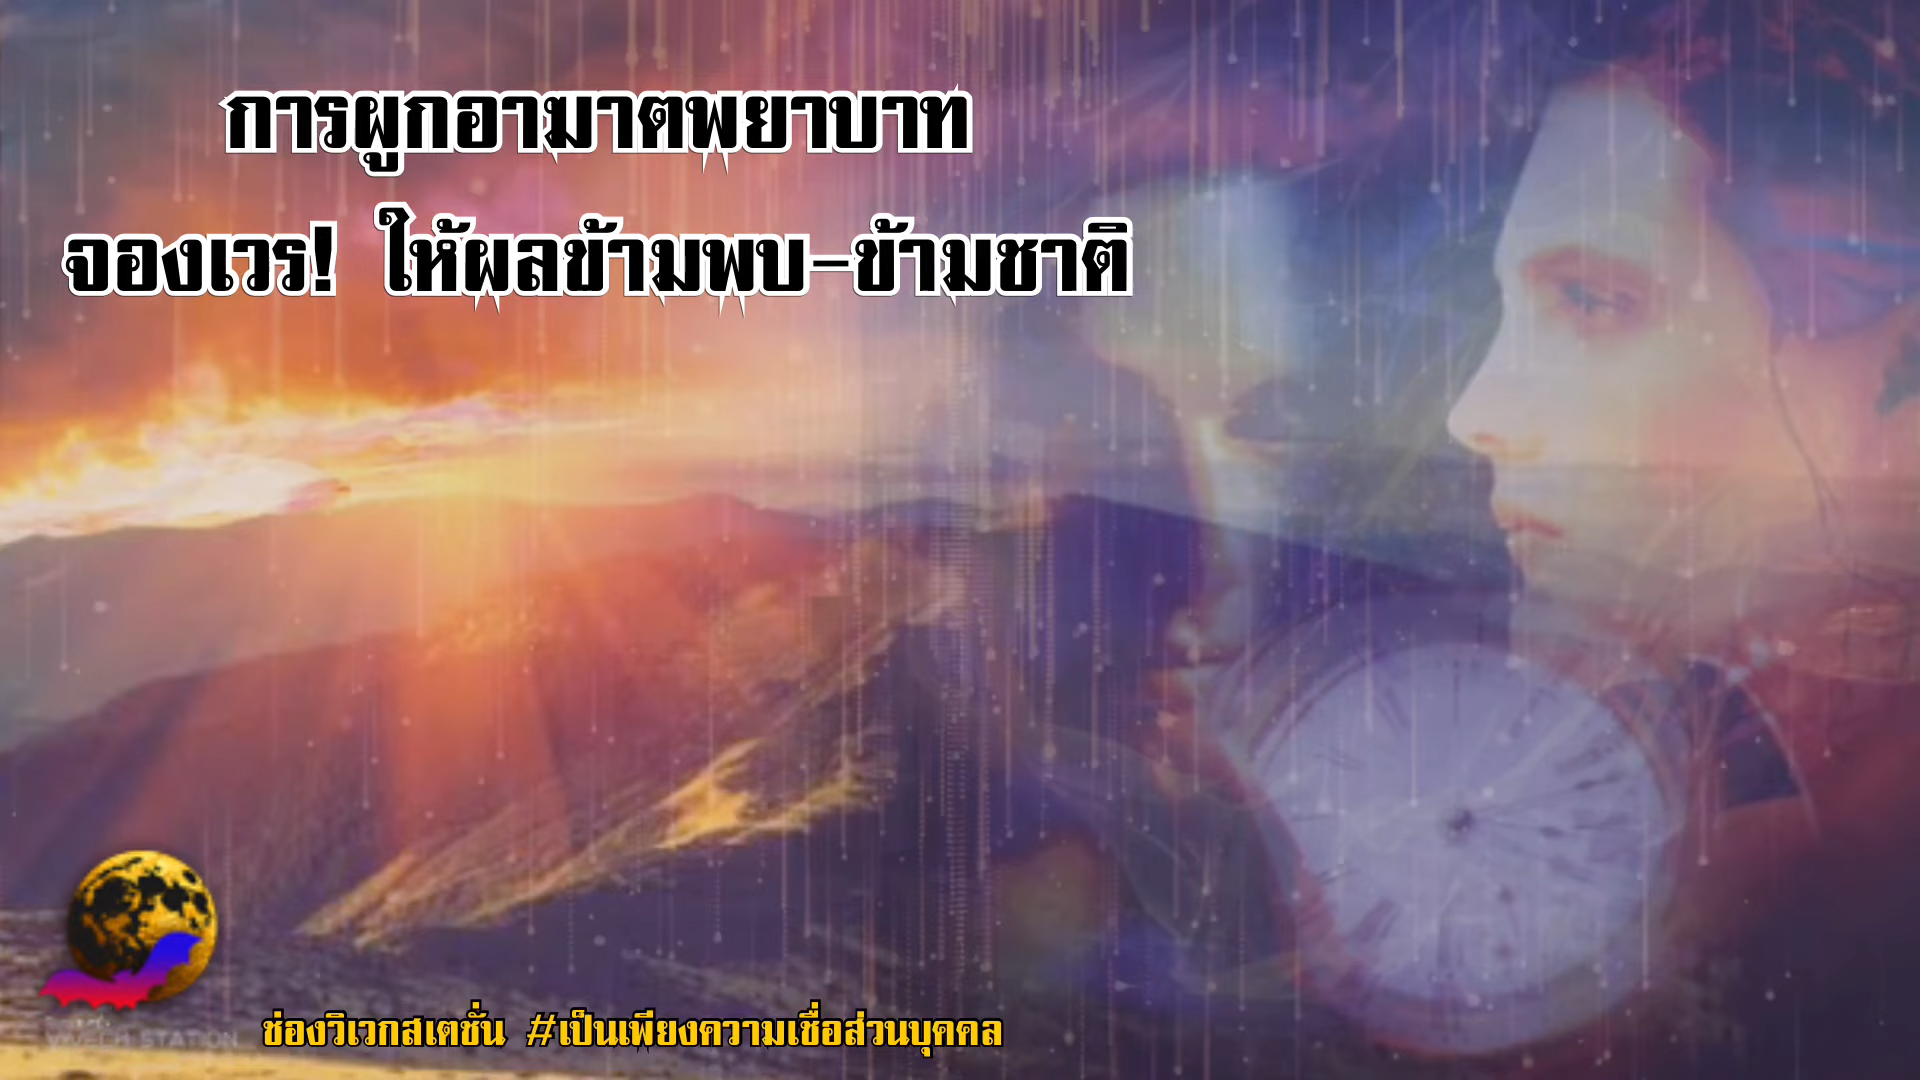 การผูกอาฆาตพยาบาท
จองเวร! ให้ผลข้ามพบ-ข้ามชาติ
ช่องวิเวกสเตชั่น #เป็นเพียงความเชื่อส่วนบุคคล